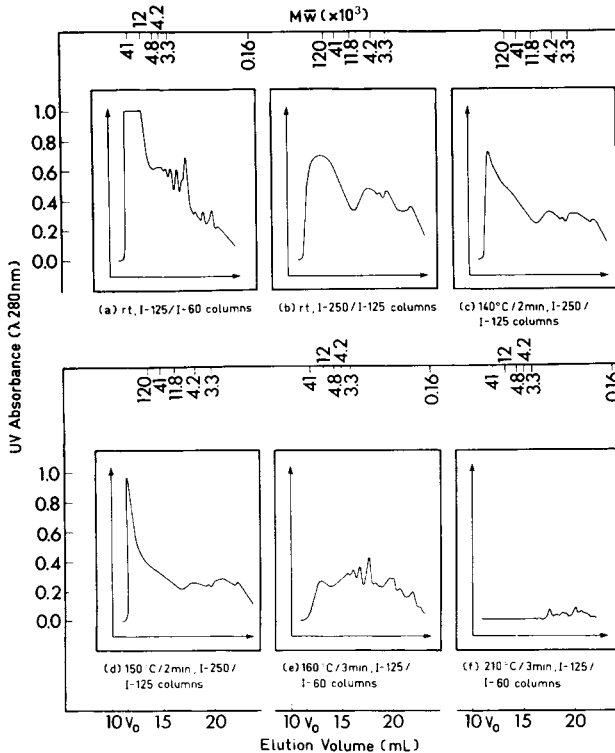 Mw̅ (×10³)
41 12 4.8 4.2 3.3 0.16 120 41 11.8 4.2 3.3 120 41 11.8 4.2 3.3
UV Absorbance (λ 280nm)
1.0
0.8
0.6
0.4
0.2
0.0
(a) rt, I-125/I-60 columns
(b) rt, I-250/I-125 columns
(c) 140°C/2min, I-250/
I-125 columns
120 41 11.8 4.2 3.3 41 12 4.8 4.2 3.3 0.16 41 12 4.8 4.2 3.3 0.16
1.0
0.8
0.6
0.4
0.2
0.0
(d) 150°C/2min, I-250/
I-125 columns
(e) 160°C/3min, I-125/
I-60 columns
(f) 210°C/3min, I-125/
I-60 columns
10 V₀ 15 20 10 V₀ 15 20 10 V₀ 15 20
Elution Volume (mL)